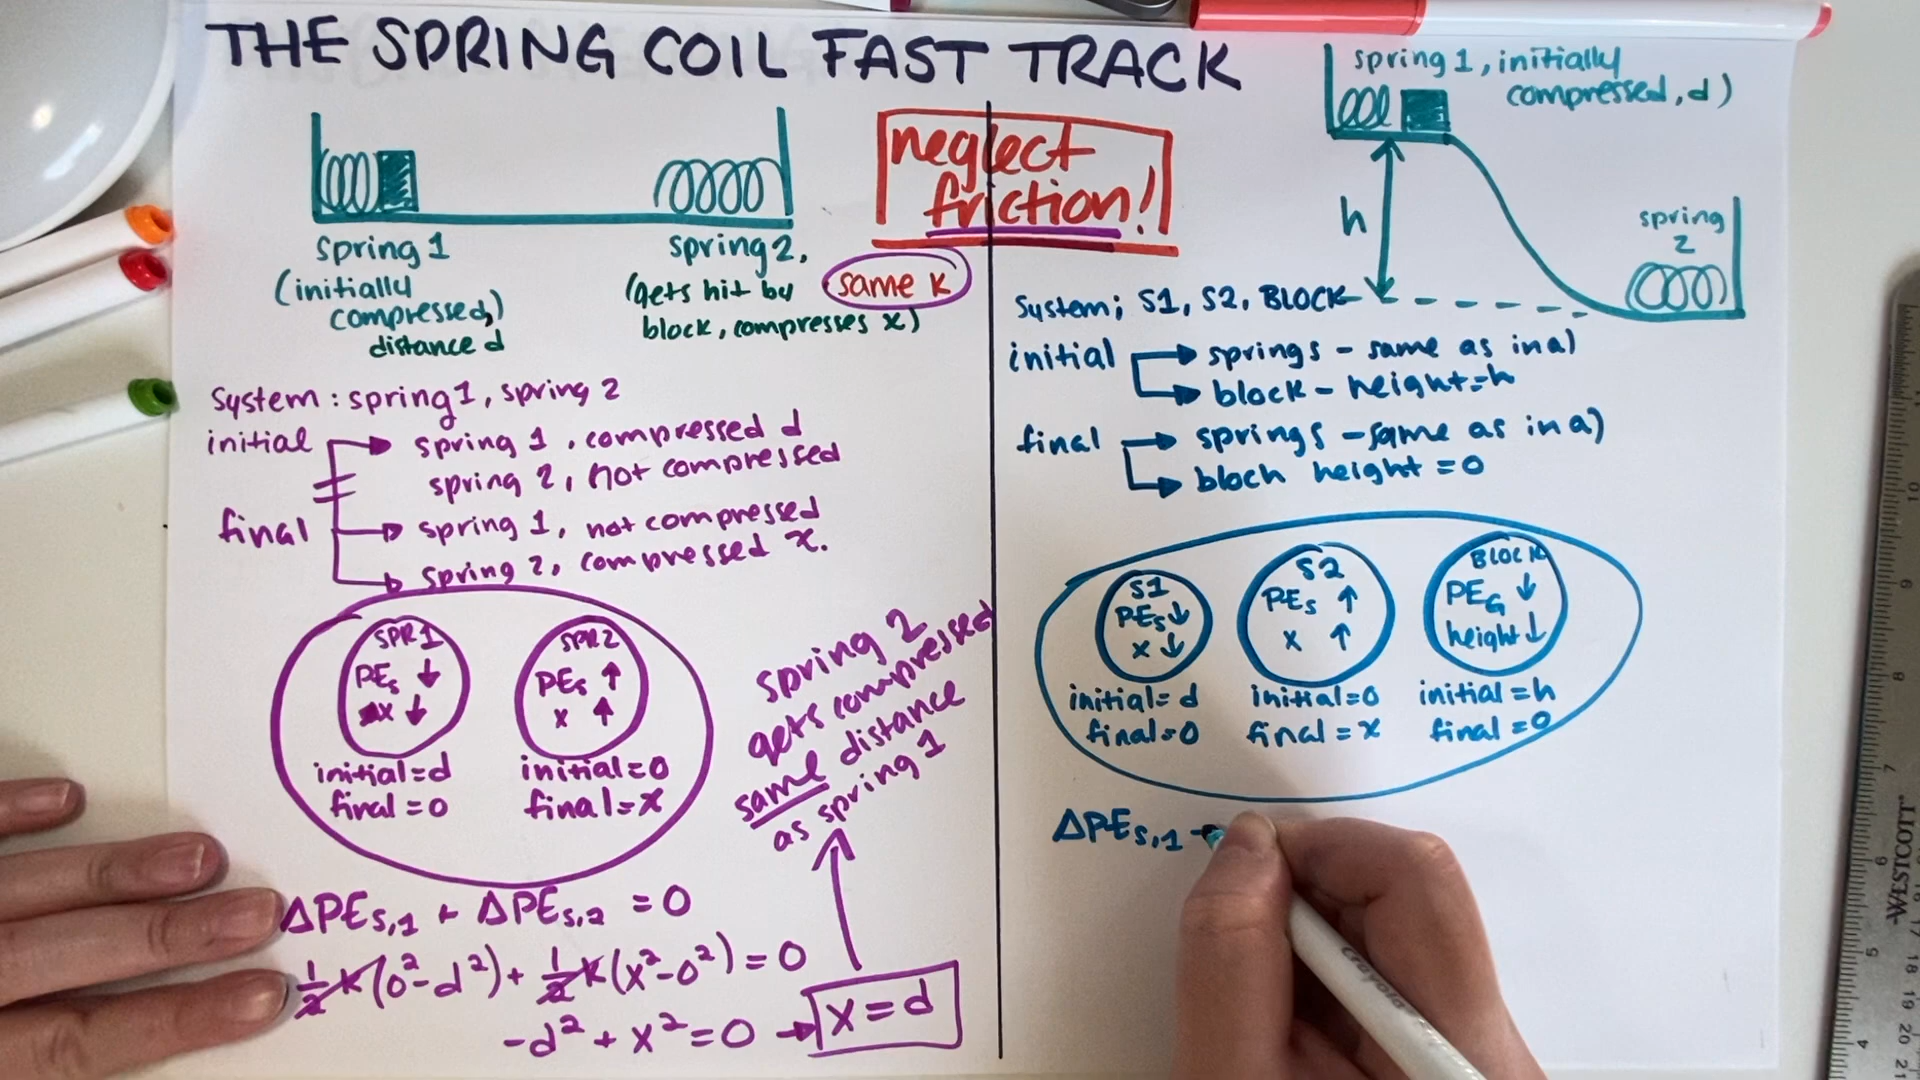 THE SPRING COIL FAST TRACK
neglect
friction!
spring 1
(initially
compressed,)
distance d
spring 2,
(gets hit by
block, compresses x)
same k
System: spring 1, spring 2
initial
spring 1, compressed d
spring 2, not compressed
final
spring 1, not compressed
spring 2, compressed x.
SPR1
PEs ↓
x ↓
initial=d
final=0
SPR2
PEs ↑
x ↑
initial=0
final=x
spring 2
gets compressed
same distance
as spring 1
ΔPEs,1 + ΔPEs,2 = 0
1/2 k(0²-d²) + 1/2 k(x²-0²) = 0
-d² + x² = 0 → x = d
spring 1, initially
compressed, d)
h
spring
2
System; S1, S2, BLOCK
initial
springs - same as in a)
block - height=h
final
springs - same as in a)
bloch height = 0
S1
PEs ↓
x ↓
initial=d
final=0
S2
PEs ↑
x ↑
initial=0
final=x
BLOCK
PEG ↓
height ↓
initial=h
final=0
ΔPEs,1
Crayola
WESTCOTT